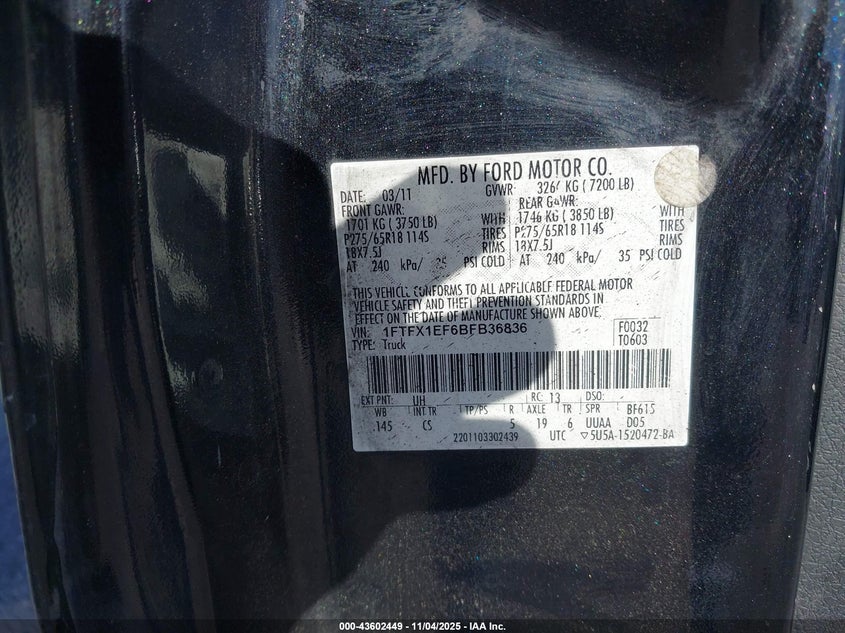 MFD. BY FORD MOTOR CO.
DATE: 03/11 GVWR: 3266 KG ( 7200 LB)
FRONT GAWR: REAR GAWR:
1701 KG ( 3750 LB) WITH 1746 KG ( 3850 LB) WITH
P275/65R18 114S TIRES P275/65R18 114S TIRES
18X7.5J RIMS 18X7.5J RIMS
AT 240 kPa/ 35 PSI COLD AT 240 kPa/ 35 PSI COLD
THIS VEHICLE CONFORMS TO ALL APPLICABLE FEDERAL MOTOR
VEHICLE SAFETY AND THEFT PREVENTION STANDARDS IN
EFFECT ON THE DATE OF MANUFACTURE SHOWN ABOVE.
VIN: 1FTFX1EF6BFB36836 F0032
TYPE: Truck T0603
EXT PNT: UH RC: 13 DSO:
WB INT TR TP/PS R AXLE TR SPR BF615
145 CS 5 19 6 UUAA D05
2201103302439 UTC ▽5U5A-1520472-BA
000-43602449 - 11/04/2025 - IAA Inc.